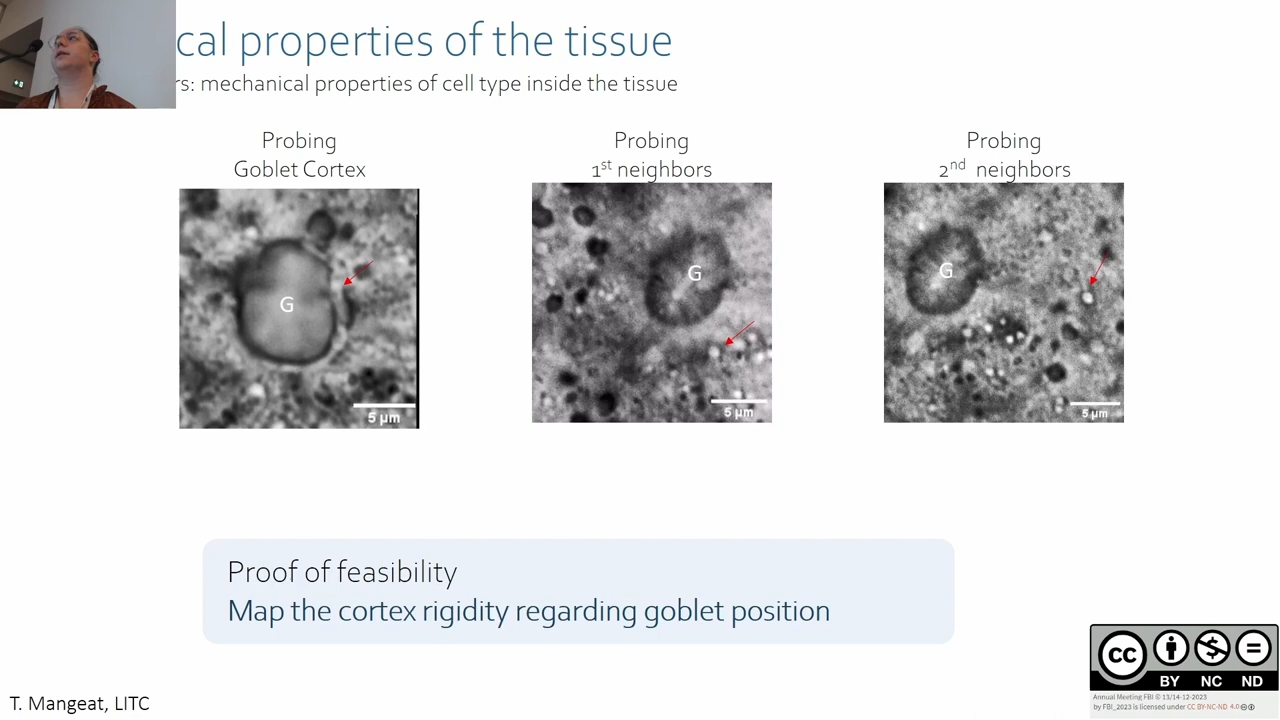 cal properties of the tissue
rs: mechanical properties of cell type inside the tissue
Probing
Goblet Cortex
Probing
1st neighbors
Probing
2nd neighbors
G
5 µm
G
5 µm
G
5 µm
Proof of feasibility
Map the cortex rigidity regarding goblet position
T. Mangeat, LITC
CC
BY NC ND
Annual Meeting FBI © 13/14-12-2023
by FBI_2023 is licensed under CC BY-NC-ND 4.0